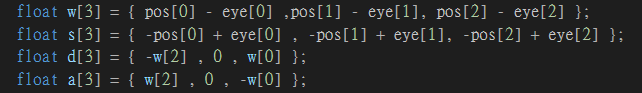 float w[3] = { pos[0] - eye[0] ,pos[1] - eye[1], pos[2] - eye[2] };
float s[3] = { -pos[0] + eye[0] , -pos[1] + eye[1], -pos[2] + eye[2] };
float d[3] = { -w[2] , 0 , w[0] };
float a[3] = { w[2] , 0 , -w[0] };